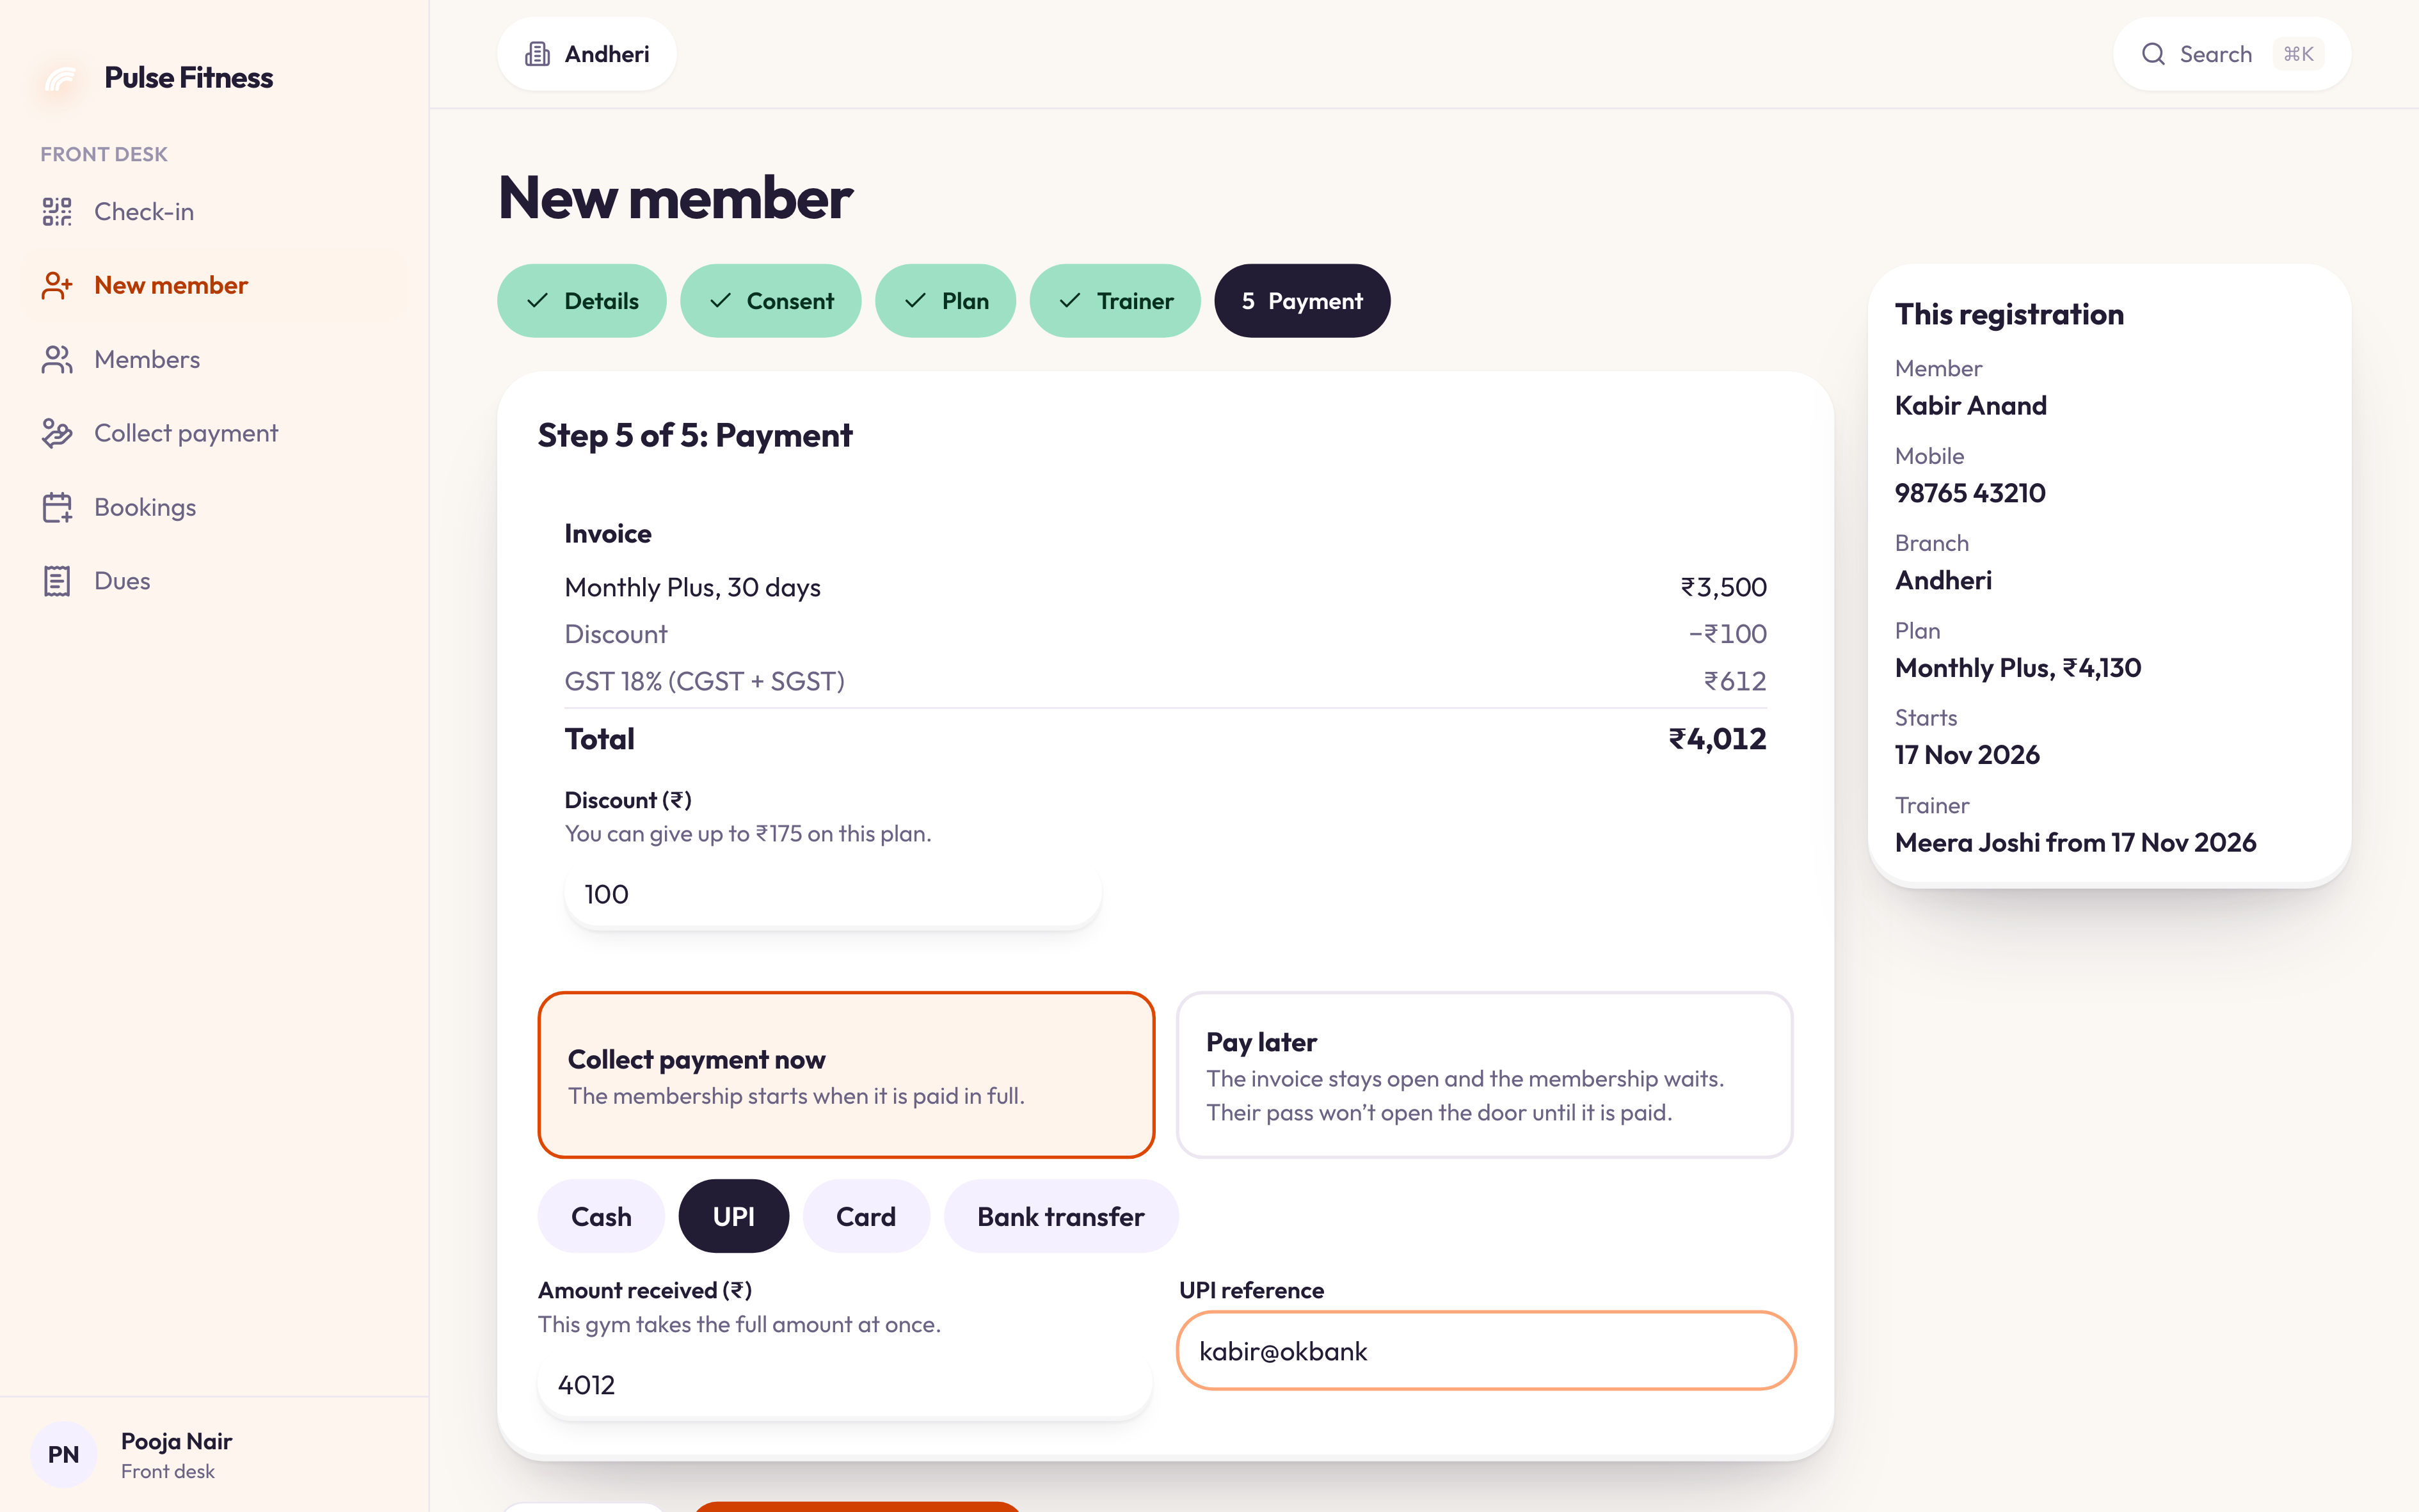 Pulse Fitness
FRONT DESK
Check-in
New member
Members
Collect payment
Bookings
Dues
PN
Pooja Nair
Front desk
Andheri
Search ⌘K
New member
Details
Consent
Plan
Trainer
5 Payment
Step 5 of 5: Payment
Invoice
Monthly Plus, 30 days ₹3,500
Discount −₹100
GST 18% (CGST + SGST) ₹612
Total ₹4,012
Discount (₹)
You can give up to ₹175 on this plan.
100
Collect payment now
The membership starts when it is paid in full.
Pay later
The invoice stays open and the membership waits.
Their pass won’t open the door until it is paid.
Cash
UPI
Card
Bank transfer
Amount received (₹)
This gym takes the full amount at once.
4012
UPI reference
kabir@okbank
This registration
Member
Kabir Anand
Mobile
98765 43210
Branch
Andheri
Plan
Monthly Plus, ₹4,130
Starts
17 Nov 2026
Trainer
Meera Joshi from 17 Nov 2026